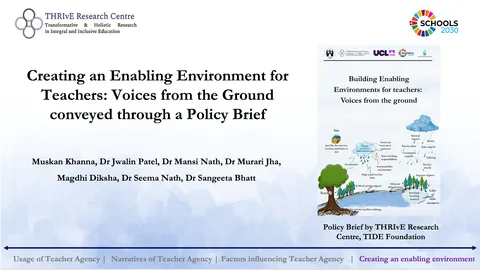 THRIvE Research Centre
Transformative & Holistic Research
in Integral and Inclusive Education
SCHOOLS
2030
Creating an Enabling Environment for
Teachers: Voices from the Ground
conveyed through a Policy Brief
Muskan Khanna, Dr Jwalin Patel, Dr Mansi Nath, Dr Murari Jha,
Magdhi Diksha, Dr Seema Nath, Dr Sangeeta Bhatt
UCL
Building Enabling
Environments for teachers:
Voices from the ground
Policy Brief by THRIvE Research
Centre, TIDE Foundation
Usage of Teacher Agency | Narratives of Teacher Agency | Factors influencing Teacher Agency | Creating an enabling environment